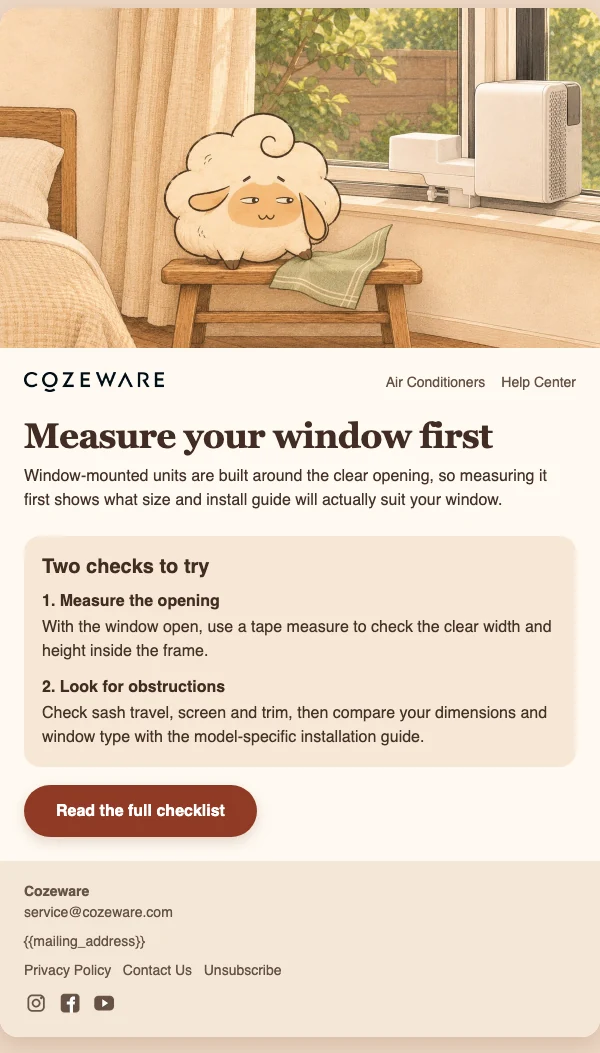 COZEWARE
Air Conditioners Help Center
Measure your window first
Window-mounted units are built around the clear opening, so measuring it
first shows what size and install guide will actually suit your window.
Two checks to try
1. Measure the opening
With the window open, use a tape measure to check the clear width and
height inside the frame.
2. Look for obstructions
Check sash travel, screen and trim, then compare your dimensions and
window type with the model-specific installation guide.
Read the full checklist
Cozeware
service@cozeware.com
{{mailing_address}}
Privacy Policy Contact Us Unsubscribe